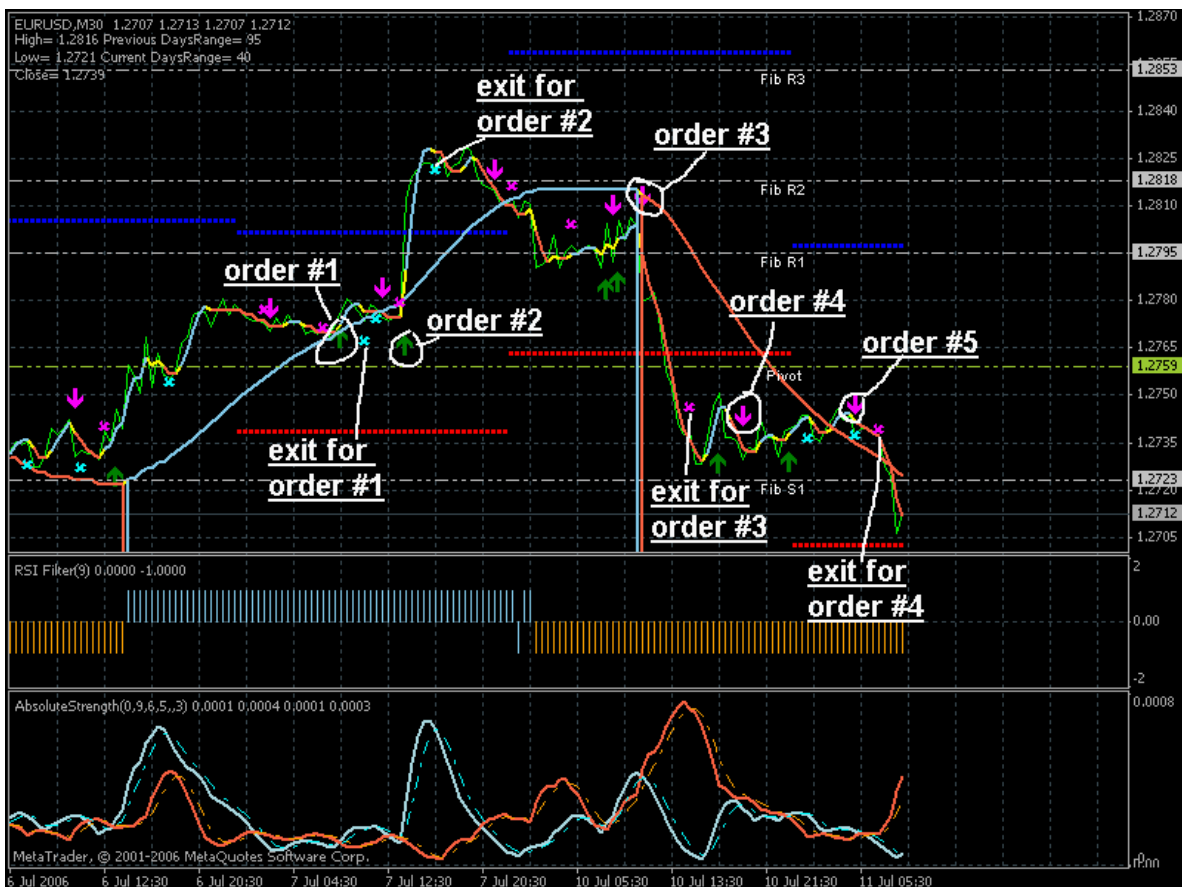 EURUSD,M30 1.2707 1.2713 1.2707 1.2712
High= 1.2816 Previous DaysRange= 95
Low= 1.2721 Current DaysRange= 40
Close= 1.2739
1.2870
1.2853
Fib R3
exit for
order #2
1.2840
order #3
1.2825
1.2818
Fib R2
1.2810
1.2795
Fib R1
order #1
order #4
1.2780
order #2
order #5
1.2765
1.2759
Pivot
1.2750
exit for
order #1
1.2735
1.2723
1.2720
Fib S1
exit for
order #3
1.2712
1.2705
exit for
order #4
RSI Filter(9) 0.0000 -1.0000
2
0.00
-2
AbsoluteStrength(0,9,6,5,,3) 0.0001 0.0004 0.0001 0.0003
0.0008
MetaTrader, © 2001-2006 MetaQuotes Software Corp.
6 Jul 2006 6 Jul 12:30 6 Jul 20:30 7 Jul 04:30 7 Jul 12:30 7 Jul 20:30 10 Jul 05:30 10 Jul 13:30 10 Jul 21:30 11 Jul 05:30